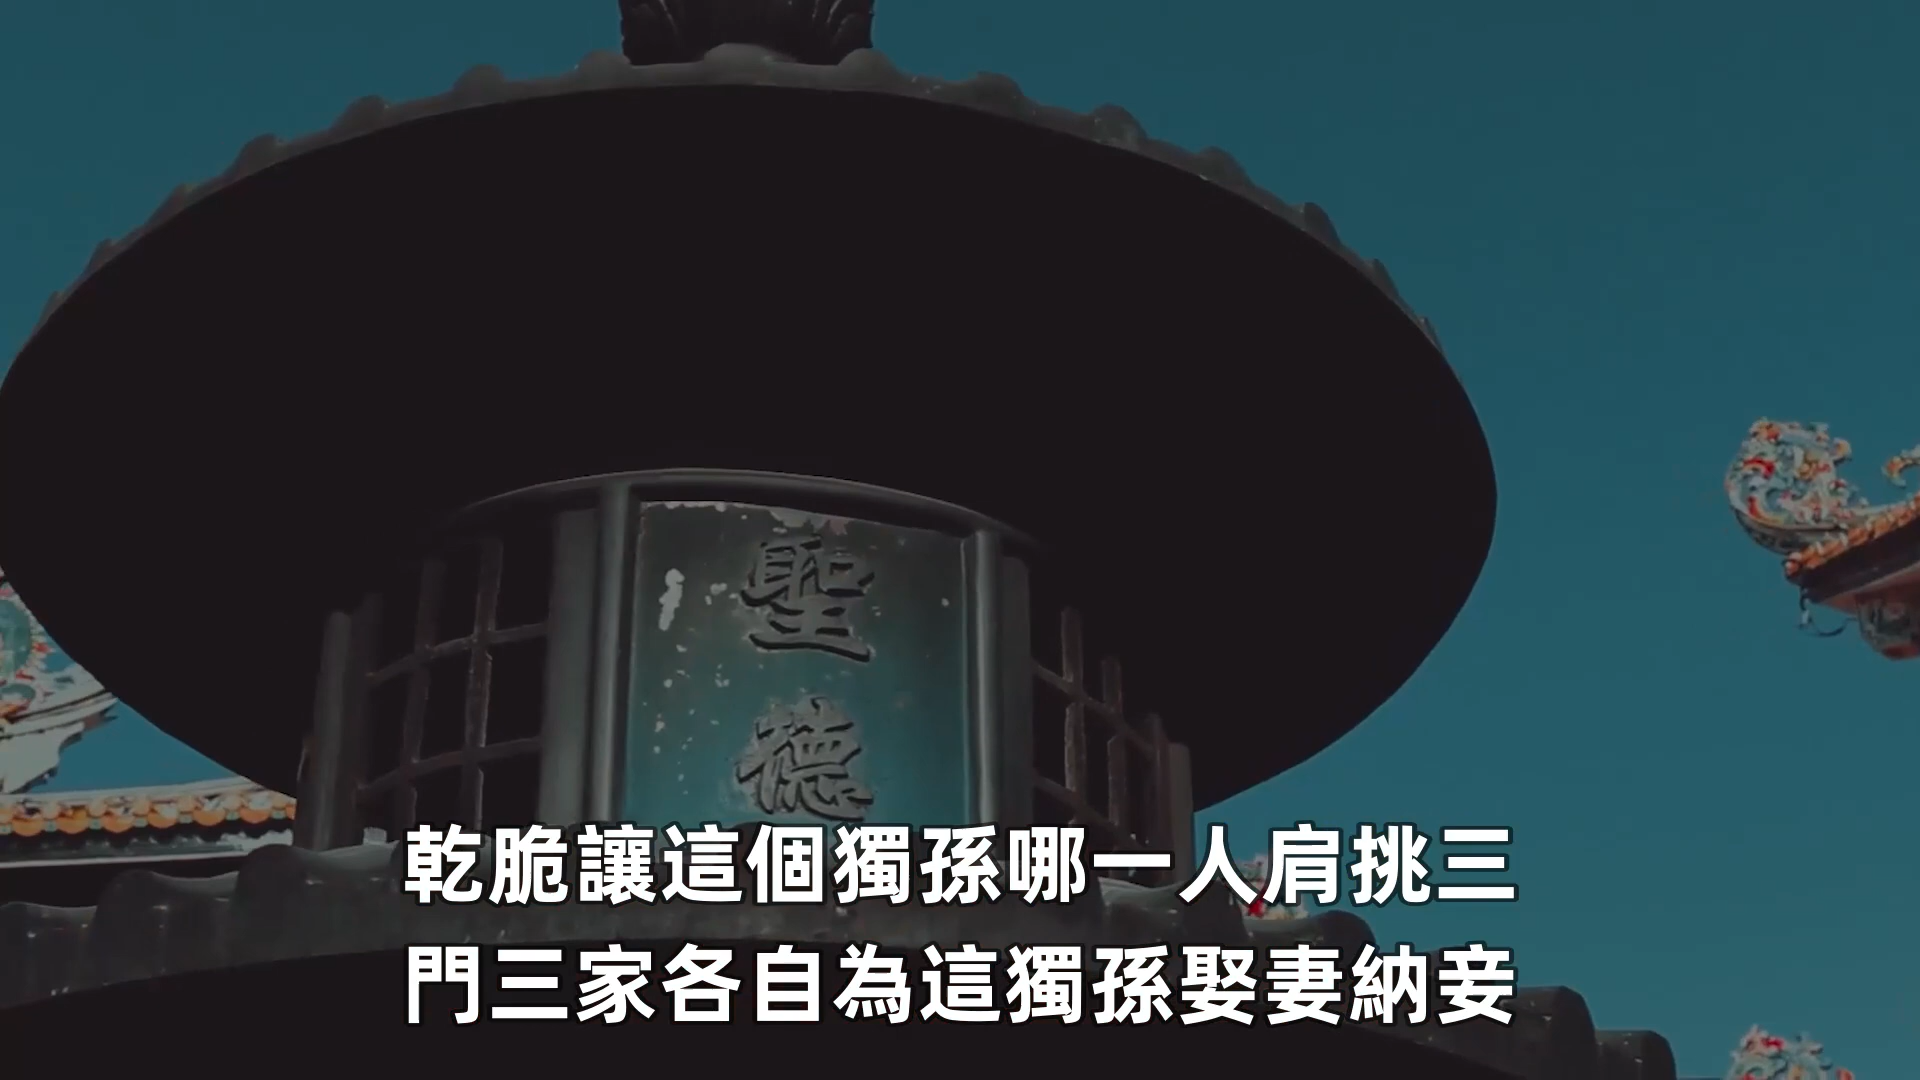 聖
德
乾脆讓這個獨孫哪一人肩挑三
門三家各自為這獨孫娶妻納妾